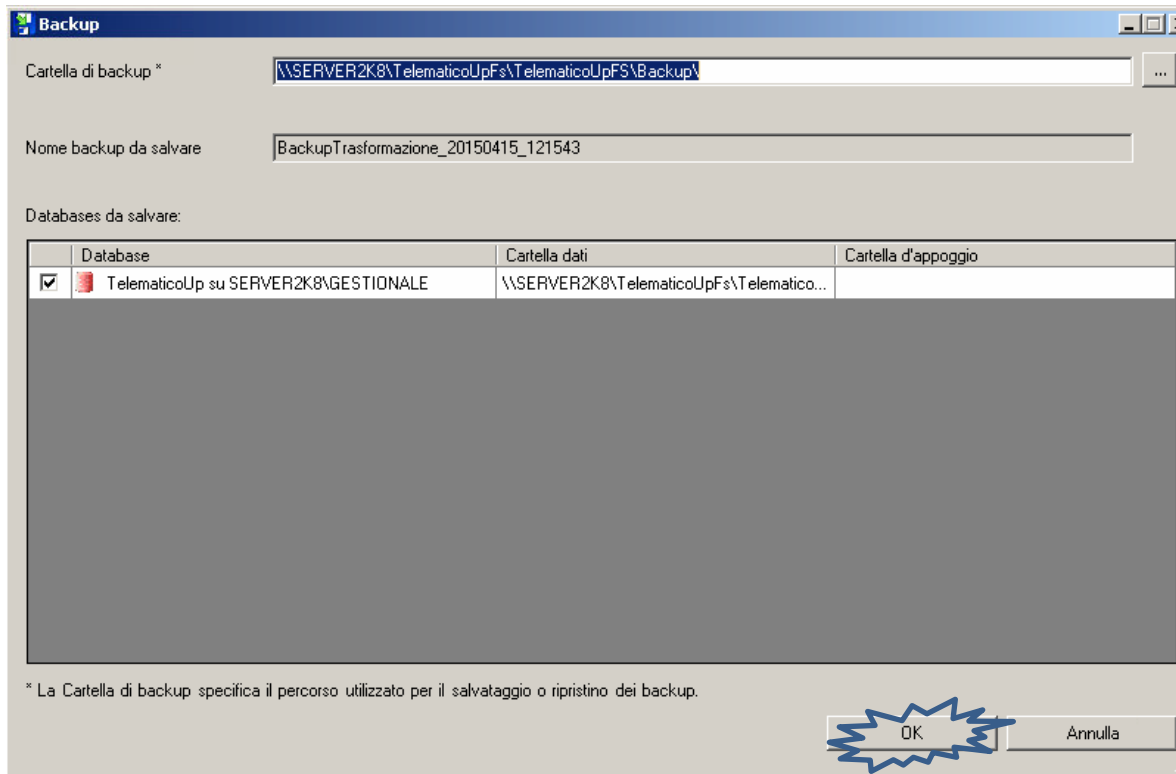 Backup
Cartella di backup *
\\SERVER2K8\TelematicoUpFs\TelematicoUpFS\Backup\
...
Nome backup da salvare
BackupTrasformazione_20150415_121543
Databases da salvare:
Database Cartella dati Cartella d'appoggio
TelematicoUp su SERVER2K8\GESTIONALE \\SERVER2K8\TelematicoUpFs\Telematico...
* La Cartella di backup specifica il percorso utilizzato per il salvataggio o ripristino dei backup.
OK Annulla